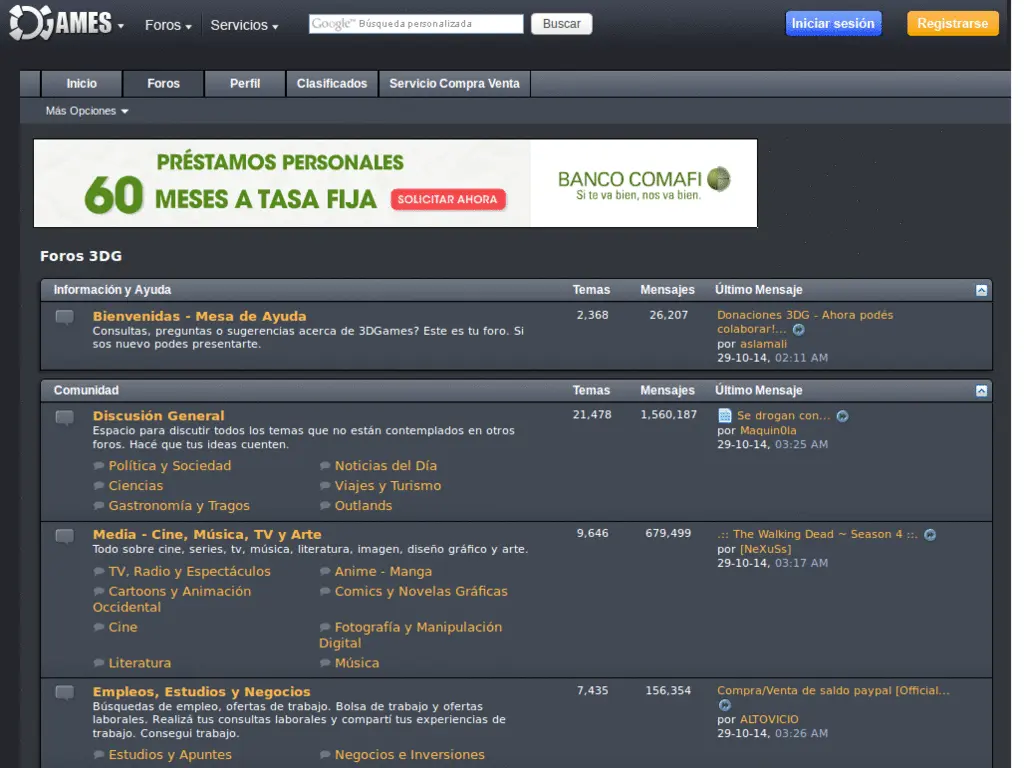 3DGAMES
Foros
Servicios
Google™ Búsqueda personalizada
Buscar
Iniciar sesión
Registrarse
Inicio
Foros
Perfil
Clasificados
Servicio Compra Venta
Más Opciones
PRÉSTAMOS PERSONALES
60 MESES A TASA FIJA
SOLICITAR AHORA
BANCO COMAFI
Si te va bien, nos va bien.
Foros 3DG
Información y Ayuda Temas Mensajes Último Mensaje
Bienvenidas - Mesa de Ayuda
Consultas, preguntas o sugerencias acerca de 3DGames? Este es tu foro. Si
sos nuevo podes presentarte.
2,368 26,207
Donaciones 3DG - Ahora podés
colaborar!...
por aslamali
29-10-14, 02:11 AM
Comunidad Temas Mensajes Último Mensaje
Discusión General
Espacio para discutir todos los temas que no están contemplados en otros
foros. Hacé que tus ideas cuenten.
Política y Sociedad Noticias del Día
Ciencias Viajes y Turismo
Gastronomía y Tragos Outlands
21,478 1,560,187
Se drogan con...
por Maquin0la
29-10-14, 03:25 AM
Media - Cine, Música, TV y Arte
Todo sobre cine, series, tv, música, literatura, imagen, diseño gráfico y arte.
TV, Radio y Espectáculos Anime - Manga
Cartoons y Animación Comics y Novelas Gráficas
Occidental
Cine Fotografía y Manipulación
Digital
Literatura Música
9,646 679,499
.:: The Walking Dead ~ Season 4 ::.
por [NeXuSs]
29-10-14, 03:17 AM
Empleos, Estudios y Negocios
Búsquedas de empleo, ofertas de trabajo. Bolsa de trabajo y ofertas
laborales. Realizá tus consultas laborales y compartí tus experiencias de
trabajo. Consegui trabajo.
Estudios y Apuntes Negocios e Inversiones
7,435 156,354
Compra/Venta de saldo paypal [Official...
por ALTOVICIO
29-10-14, 03:26 AM